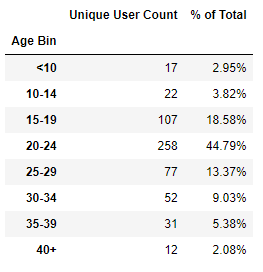 Unique User Count % of Total
Age Bin
<10 17 2.95%
10-14 22 3.82%
15-19 107 18.58%
20-24 258 44.79%
25-29 77 13.37%
30-34 52 9.03%
35-39 31 5.38%
40+ 12 2.08%